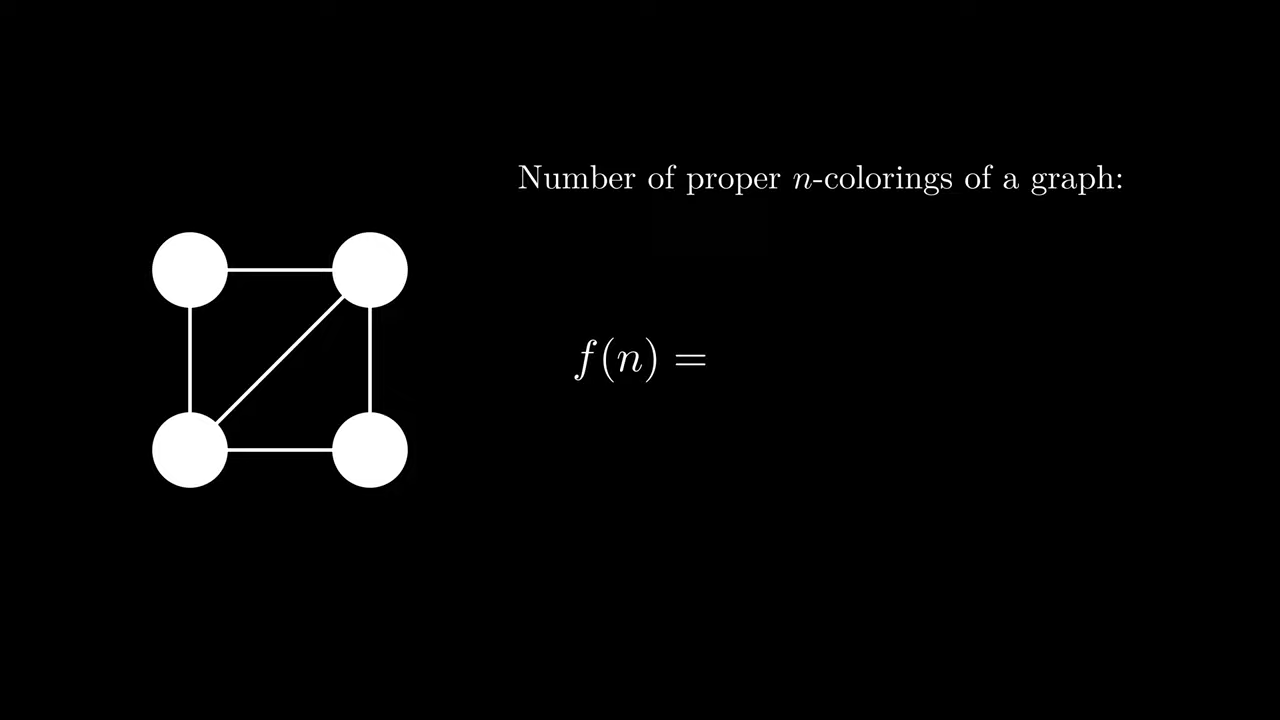 Number of proper n-colorings of a graph:
f(n) =